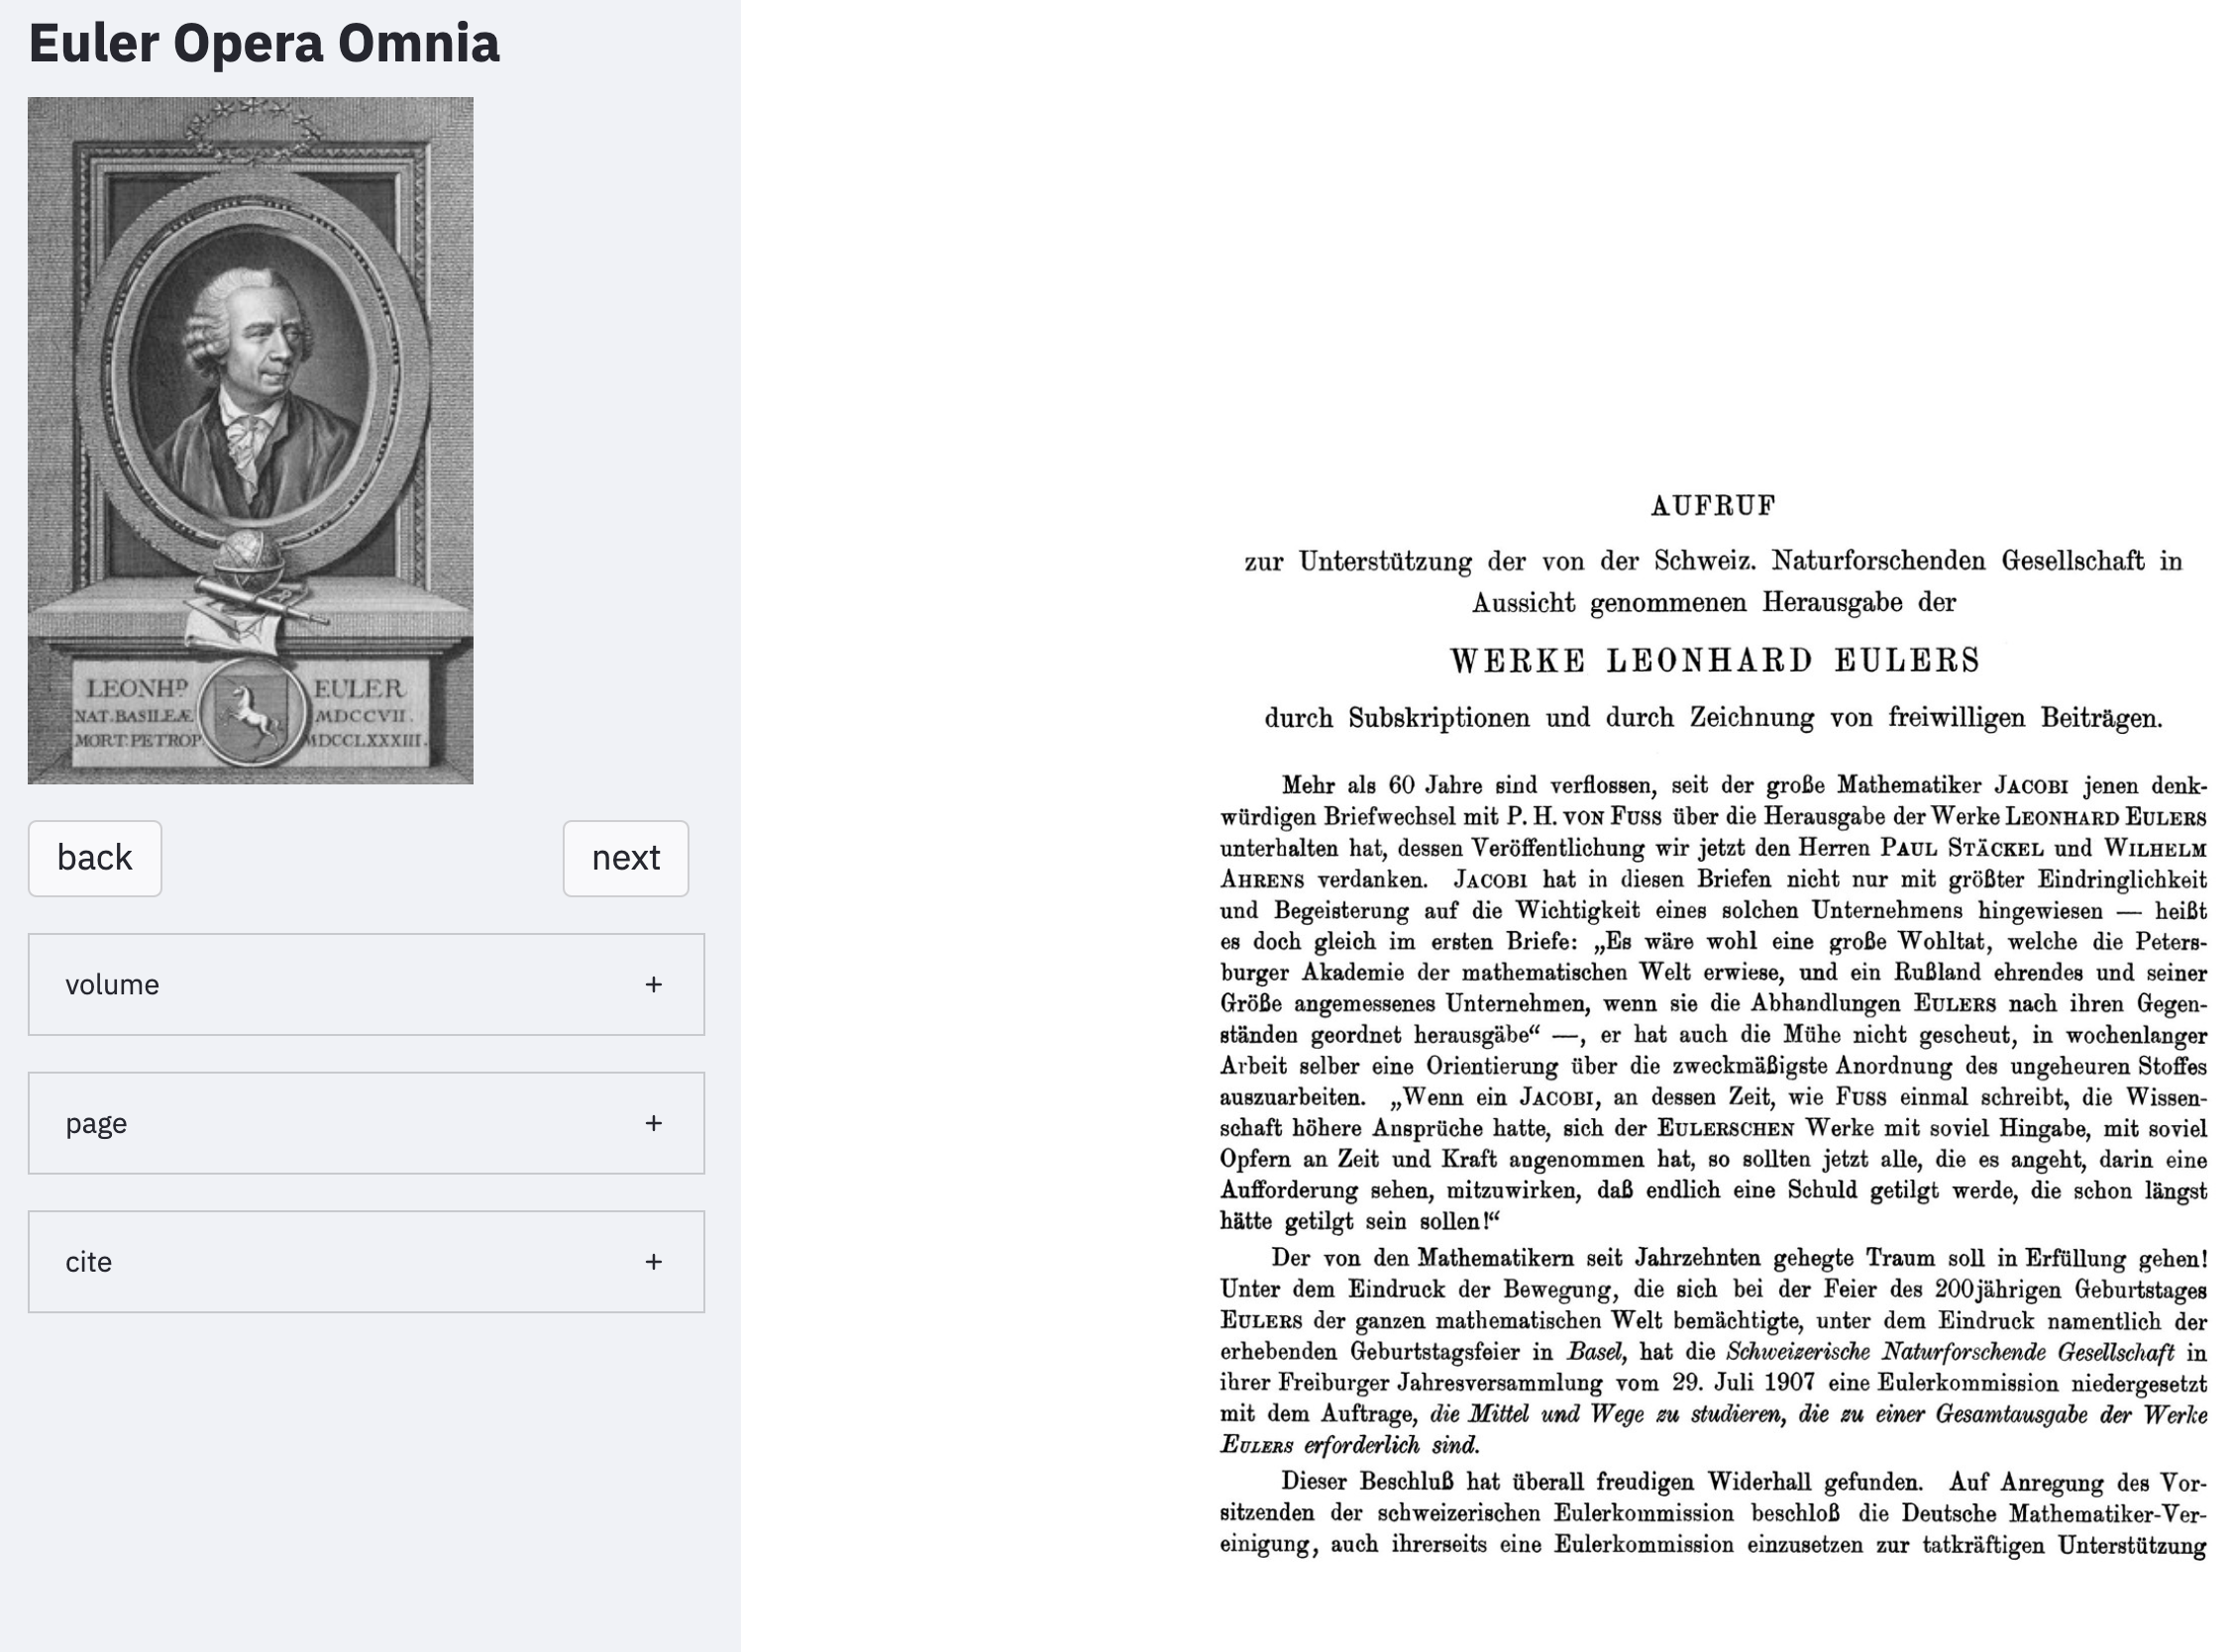 Euler Opera Omnia
LEONHᴰ EULER
NAT.BASILEÆ MDCCVII.
MORT.PETROP. MDCCLXXXIII.
back
next
volume +
page +
cite +
AUFRUF
zur Unterstützung der von der Schweiz. Naturforschenden Gesellschaft in
Aussicht genommenen Herausgabe der
WERKE LEONHARD EULERS
durch Subskriptionen und durch Zeichnung von freiwilligen Beiträgen.
Mehr als 60 Jahre sind verflossen, seit der große Mathematiker JACOBI jenen denk-
würdigen Briefwechsel mit P. H. VON FUSS über die Herausgabe der Werke LEONHARD EULERS
unterhalten hat, dessen Veröffentlichung wir jetzt den Herren PAUL STÄCKEL und WILHELM
AHRENS verdanken. JACOBI hat in diesen Briefen nicht nur mit größter Eindringlichkeit
und Begeisterung auf die Wichtigkeit eines solchen Unternehmens hingewiesen — heißt
es doch gleich im ersten Briefe: „Es wäre wohl eine große Wohltat, welche die Peters-
burger Akademie der mathematischen Welt erwiese, und ein Rußland ehrendes und seiner
Größe angemessenes Unternehmen, wenn sie die Abhandlungen EULERS nach ihren Gegen-
ständen geordnet herausgäbe“ —, er hat auch die Mühe nicht gescheut, in wochenlanger
Arbeit selber eine Orientierung über die zweckmäßigste Anordnung des ungeheuren Stoffes
auszuarbeiten. „Wenn ein JACOBI, an dessen Zeit, wie FUSS einmal schreibt, die Wissen-
schaft höhere Ansprüche hatte, sich der EULERSCHEN Werke mit soviel Hingabe, mit soviel
Opfern an Zeit und Kraft angenommen hat, so sollten jetzt alle, die es angeht, darin eine
Aufforderung sehen, mitzuwirken, daß endlich eine Schuld getilgt werde, die schon längst
hätte getilgt sein sollen!“
Der von den Mathematikern seit Jahrzehnten gehegte Traum soll in Erfüllung gehen!
Unter dem Eindruck der Bewegung, die sich bei der Feier des 200jährigen Geburtstages
EULERS der ganzen mathematischen Welt bemächtigte, unter dem Eindruck namentlich der
erhebenden Geburtstagsfeier in Basel, hat die Schweizerische Naturforschende Gesellschaft in
ihrer Freiburger Jahresversammlung vom 29. Juli 1907 eine Eulerkommission niedergesetzt
mit dem Auftrage, die Mittel und Wege zu studieren, die zu einer Gesamtausgabe der Werke
EULERS erforderlich sind.
Dieser Beschluß hat überall freudigen Widerhall gefunden. Auf Anregung des Vor-
sitzenden der schweizerischen Eulerkommission beschloß die Deutsche Mathematiker-Ver-
einigung, auch ihrerseits eine Eulerkommission einzusetzen zur tatkräftigen Unterstützung